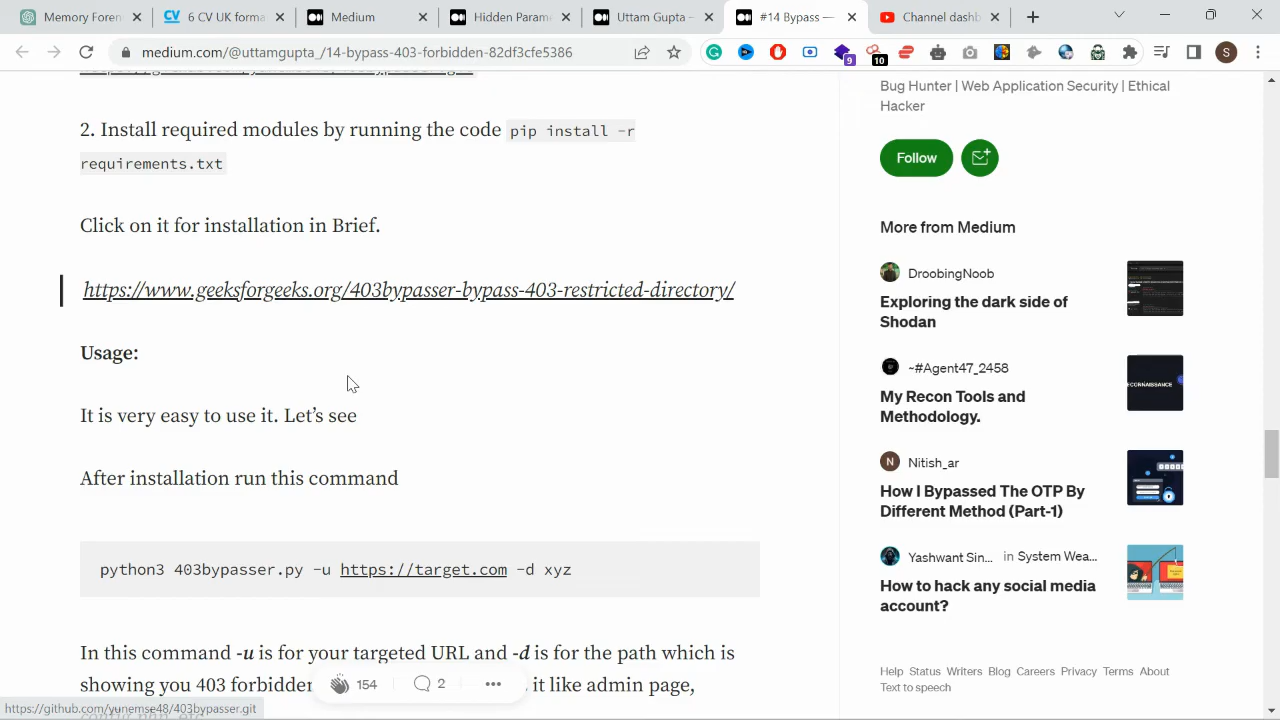 Memory Foren
6 CV UK forma
Medium
Hidden Param
Uttam Gupta –
#14 Bypass —
Channel dashb
medium.com/@uttamgupta/14-bypass-403-forbidden-82df3cfe5386
9
10
S
2. Install required modules by running the code pip install -r
requirements.txt
Click on it for installation in Brief.
https://www.geeksforgeeks.org/403bypasser-bypass-403-restricted-directory/
Usage:
It is very easy to use it. Let's see
After installation run this command
python3 403bypasser.py -u https://target.com -d xyz
In this command -u is for your targeted URL and -d is for the path which is
showing you 403 forbidden
it like admin page,
154
2
https://github.com/yunemse48/403bypasser.git
Bug Hunter | Web Application Security | Ethical
Hacker
Follow
More from Medium
DroobingNoob
Exploring the dark side of
Shodan
~#Agent47_2458
My Recon Tools and
Methodology.
ECONNAISSANCE
N
Nitish_ar
How I Bypassed The OTP By
Different Method (Part-1)
Yashwant Sin... in System Wea...
How to hack any social media
account?
Help Status Writers Blog Careers Privacy Terms About
Text to speech